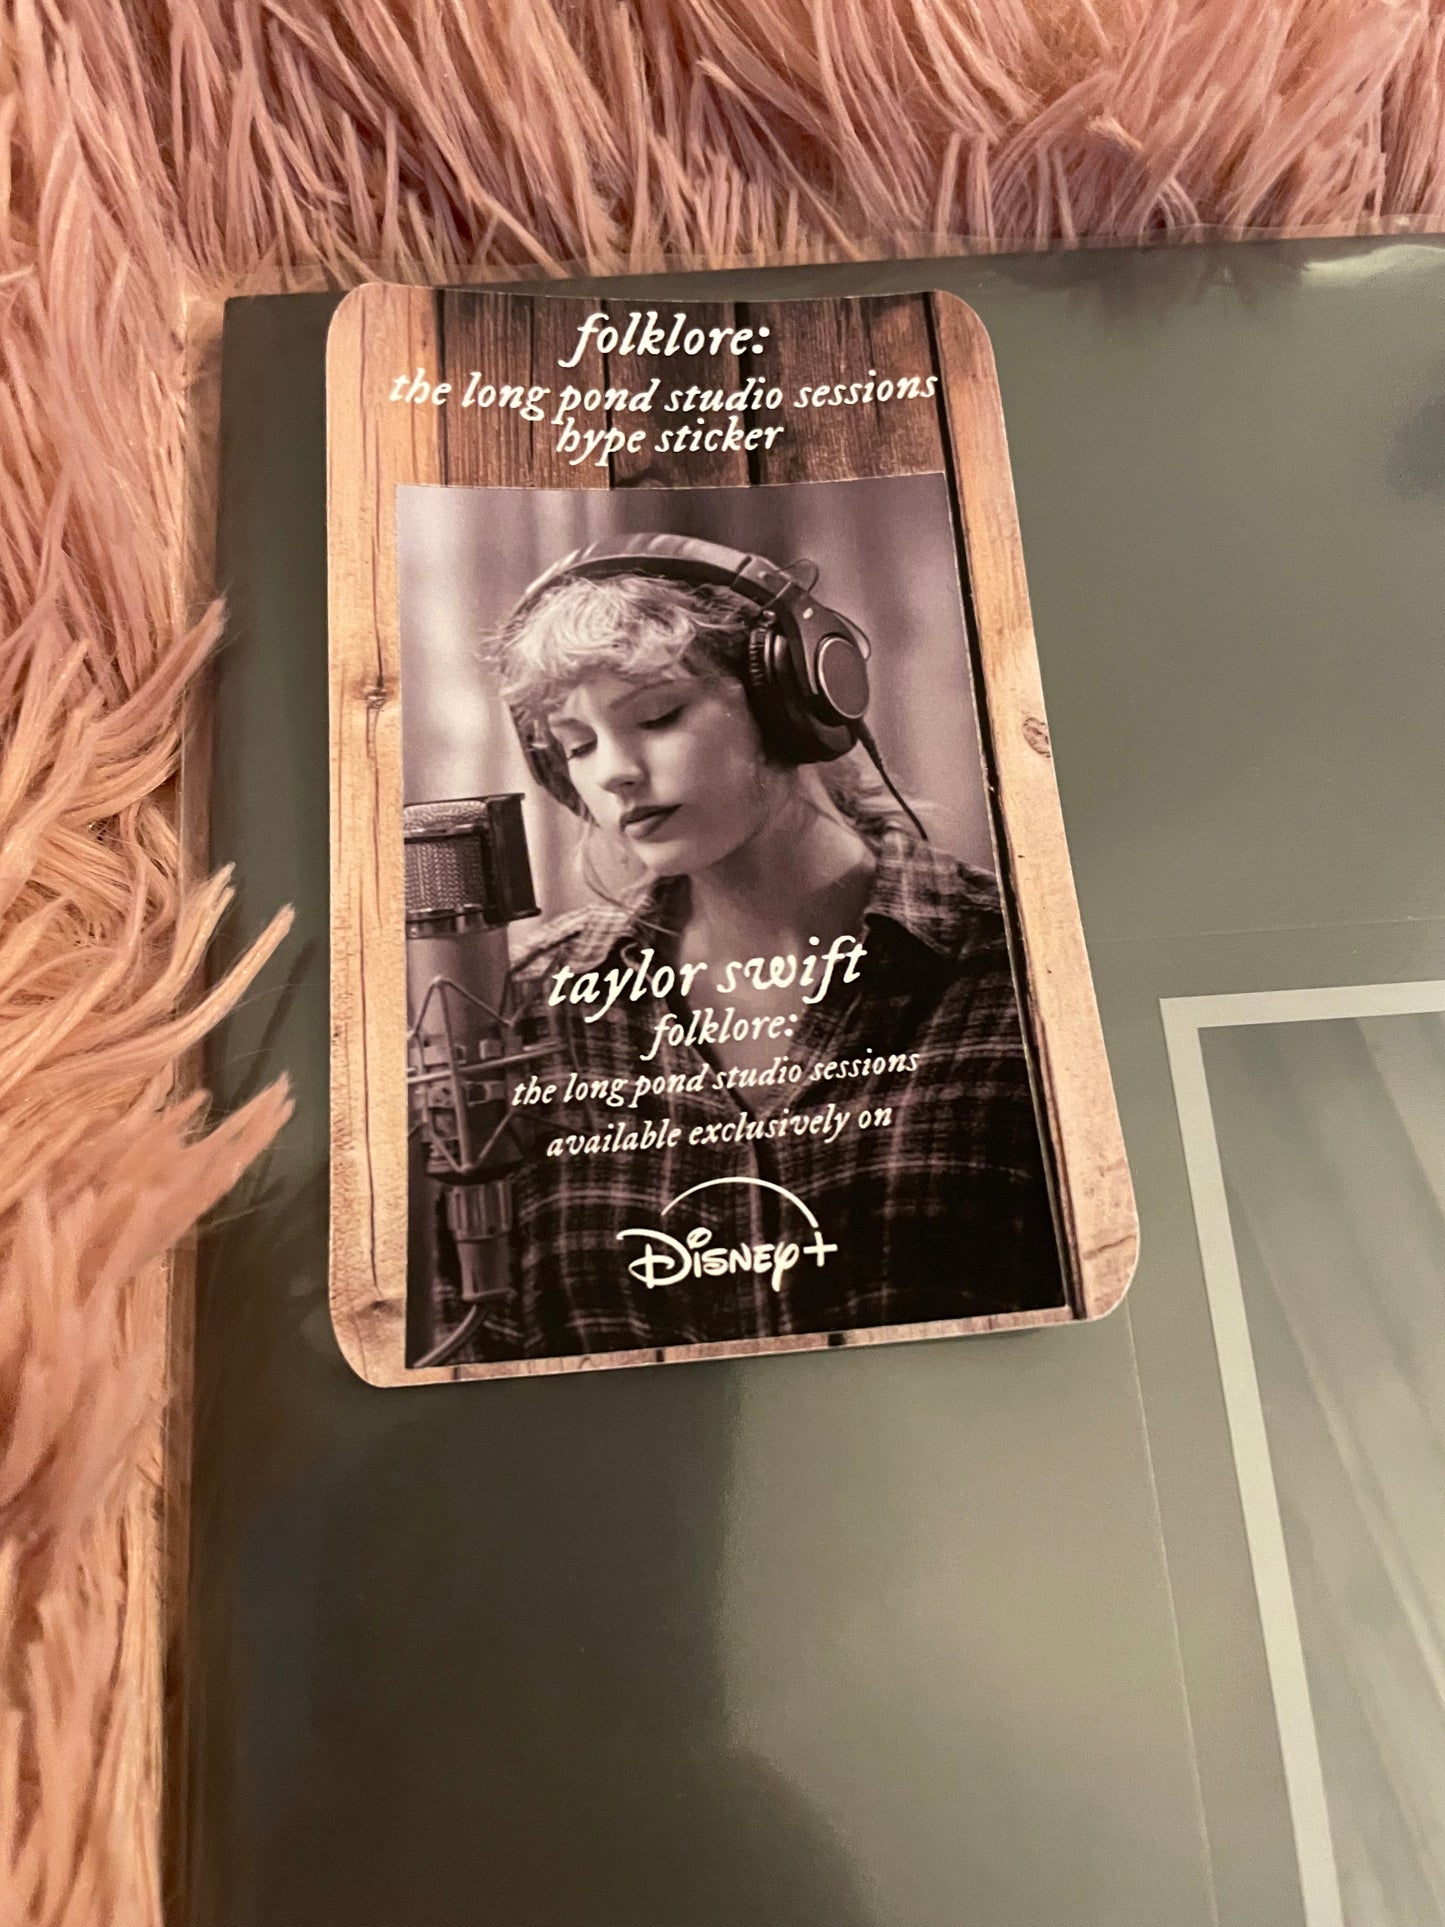 folklore:
the long pond studio sessions
hype sticker
taylor swift
folklore:
the long pond studio sessions
available exclusively on
Disney+